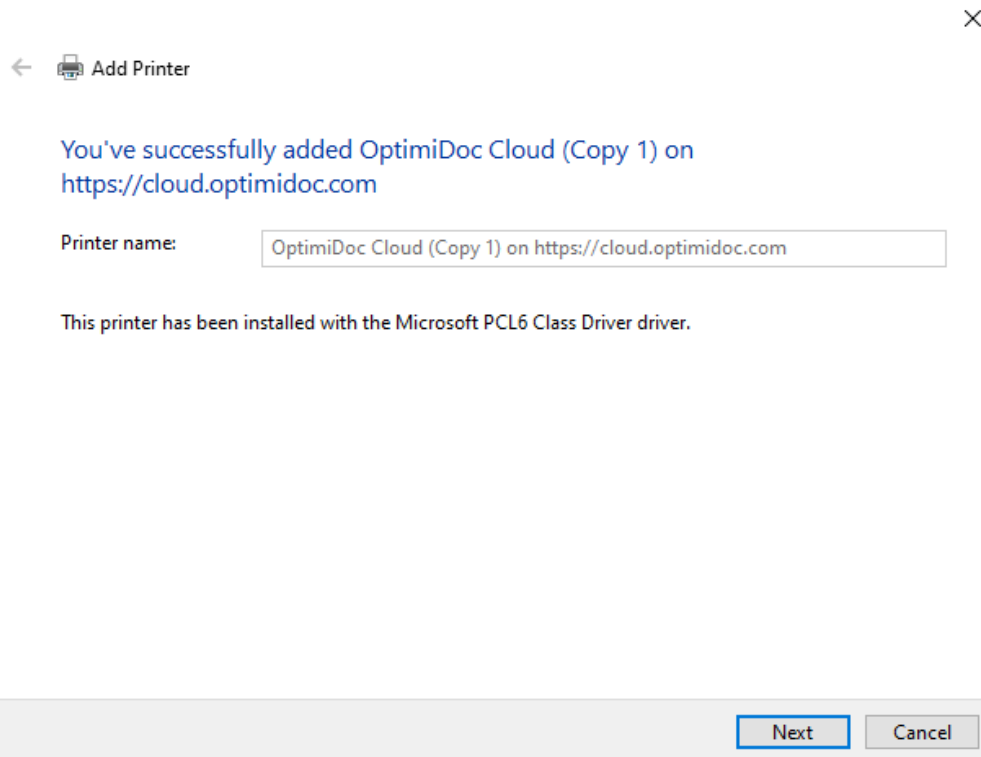 Add Printer
You've successfully added OptimiDoc Cloud (Copy 1) on
https://cloud.optimidoc.com
Printer name: OptimiDoc Cloud (Copy 1) on https://cloud.optimidoc.com
This printer has been installed with the Microsoft PCL6 Class Driver driver.
Next Cancel